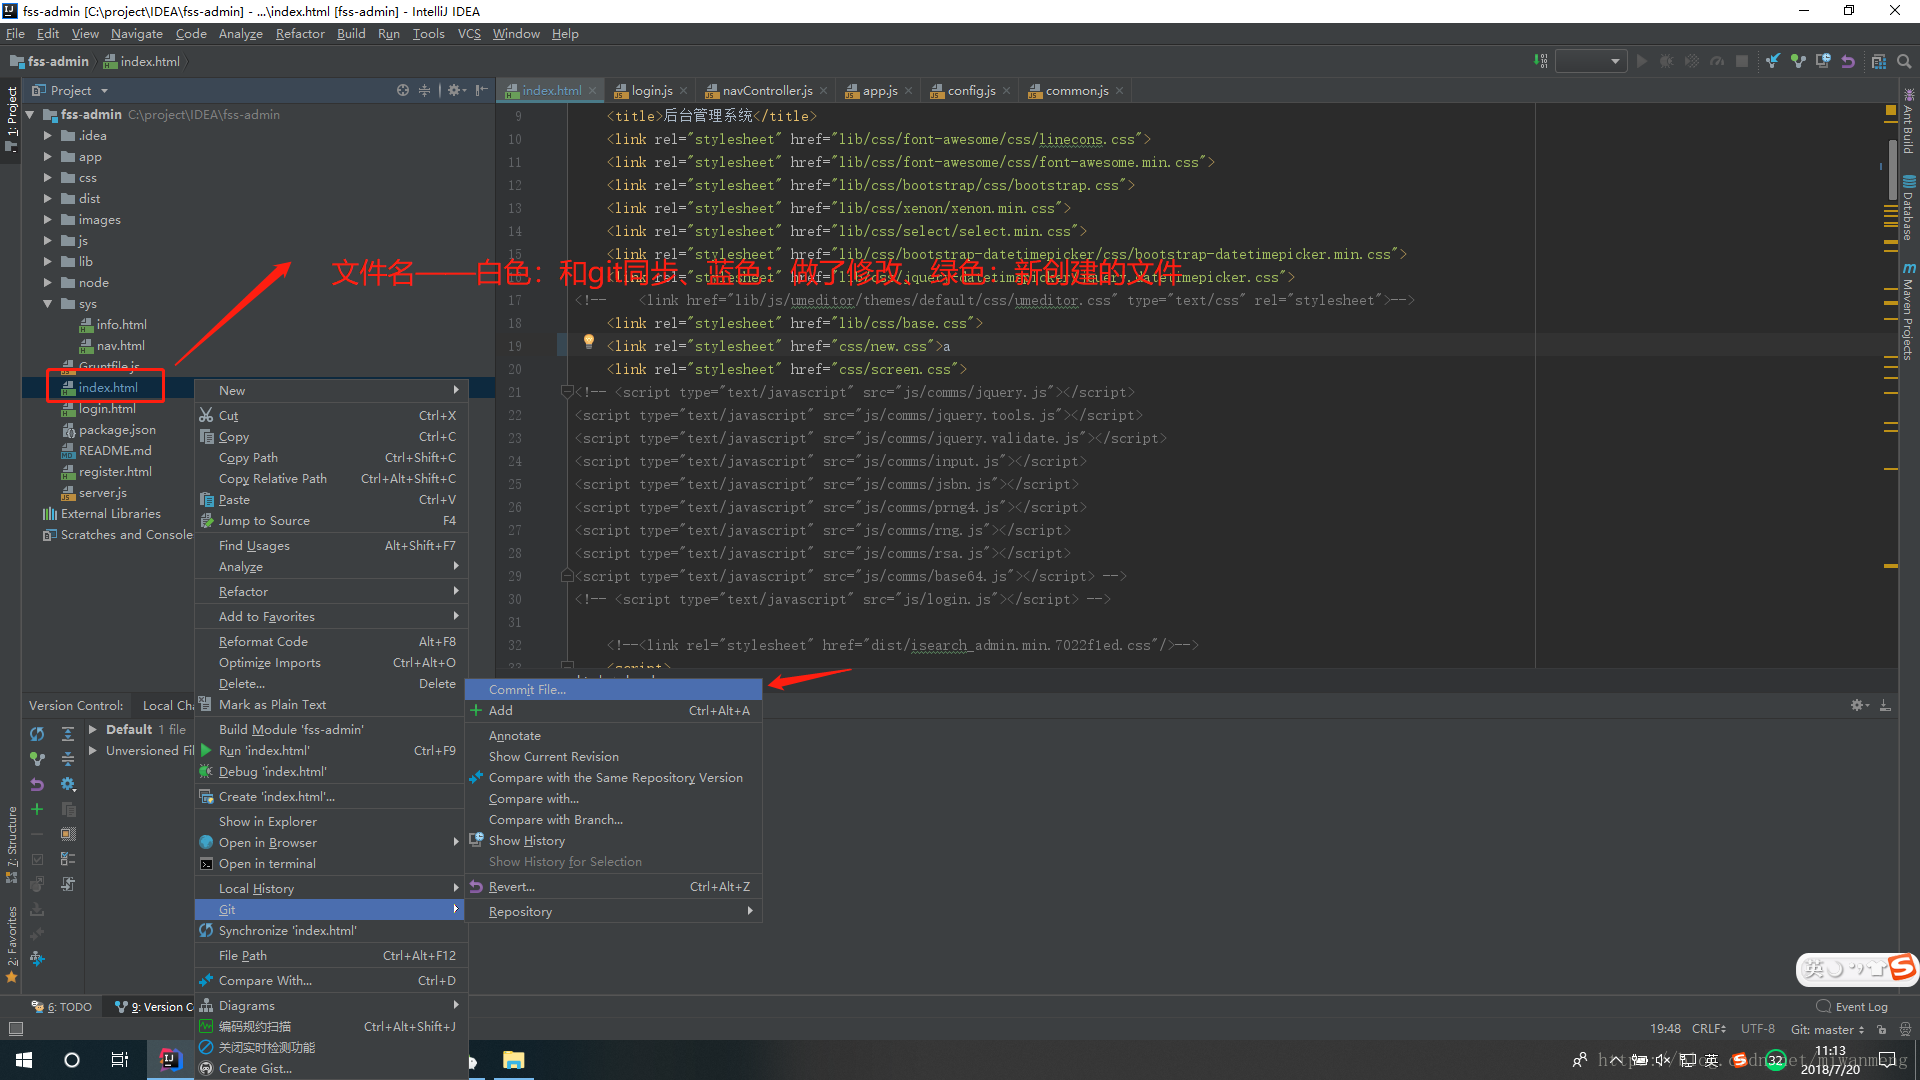 fss-admin [C:\project\IDEA\fss-admin] - ...\index.html [fss-admin] - IntelliJ IDEA
File Edit View Navigate Code Analyze Refactor Build Run Tools VCS Window Help
fss-admin index.html
1: Project
Project
index.html login.js navController.js app.js config.js common.js
fss-admin C:\project\IDEA\fss-admin
.idea
app
css
dist
images
js
lib
node
sys
info.html
nav.html
Gruntfile.js
index.html
login.html
package.json
README.md
register.html
server.js
External Libraries
Scratches and Console
9 <title>后台管理系统</title>
10 <link rel="stylesheet" href="lib/css/font-awesome/css/linecons.css">
11 <link rel="stylesheet" href="lib/css/font-awesome/css/font-awesome.min.css">
12 <link rel="stylesheet" href="lib/css/bootstrap/css/bootstrap.css">
13 <link rel="stylesheet" href="lib/css/xenon/xenon.min.css">
14 <link rel="stylesheet" href="lib/css/select/select.min.css">
15 <link rel="stylesheet" href="lib/css/bootstrap-datetimepicker/css/bootstrap-datetimepicker.min.css">
文件名——白色：和git同步、蓝色：做了修改、绿色：新创建的文件
16 <link rel="stylesheet" href="lib/css/jquery-datetimepicker/jquery.datetimepicker.css">
17 <!-- <link href="lib/js/umeditor/themes/default/css/umeditor.css" type="text/css" rel="stylesheet">-->
18 <link rel="stylesheet" href="lib/css/base.css">
19 <link rel="stylesheet" href="css/new.css">a
20 <link rel="stylesheet" href="css/screen.css">
21 <!-- <script type="text/javascript" src="js/comms/jquery.js"></script>
22 <script type="text/javascript" src="js/comms/jquery.tools.js"></script>
23 <script type="text/javascript" src="js/comms/jquery.validate.js"></script>
24 <script type="text/javascript" src="js/comms/input.js"></script>
25 <script type="text/javascript" src="js/comms/jsbn.js"></script>
26 <script type="text/javascript" src="js/comms/prng4.js"></script>
27 <script type="text/javascript" src="js/comms/rng.js"></script>
28 <script type="text/javascript" src="js/comms/rsa.js"></script>
29 <script type="text/javascript" src="js/comms/base64.js"></script> -->
30 <!-- <script type="text/javascript" src="js/login.js"></script> -->
31
32 <!--<link rel="stylesheet" href="dist/isearch_admin.min.7022f1ed.css"/>-->
33 <script>
Ant Build
Database
Maven Projects
New
Cut Ctrl+X
Copy Ctrl+C
Copy Path Ctrl+Shift+C
Copy Relative Path Ctrl+Alt+Shift+C
Paste Ctrl+V
Jump to Source F4
Find Usages Alt+Shift+F7
Analyze
Refactor
Add to Favorites
Reformat Code Alt+F8
Optimize Imports Ctrl+Alt+O
Delete... Delete
Mark as Plain Text
Build Module 'fss-admin'
Run 'index.html' Ctrl+F9
Debug 'index.html'
Create 'index.html'...
Show in Explorer
Open in Browser
Open in terminal
Local History
Git
Synchronize 'index.html'
File Path Ctrl+Alt+F12
Compare With... Ctrl+D
Diagrams
编码规约扫描 Ctrl+Alt+Shift+J
关闭实时检测功能
Create Gist...
Commit File...
Add Ctrl+Alt+A
Annotate
Show Current Revision
Compare with the Same Repository Version
Compare with...
Compare with Branch...
Show History
Show History for Selection
Revert... Ctrl+Alt+Z
Repository
Version Control: Local Cha
Default 1 file
Unversioned Fil
7: Structure
2: Favorites
6: TODO 9: Version C
Event Log
19:48 CRLF UTF-8 Git: master
英
S
英 S 32 11:13
2018/7/20
https://blog.csdn.net/miwanmeng